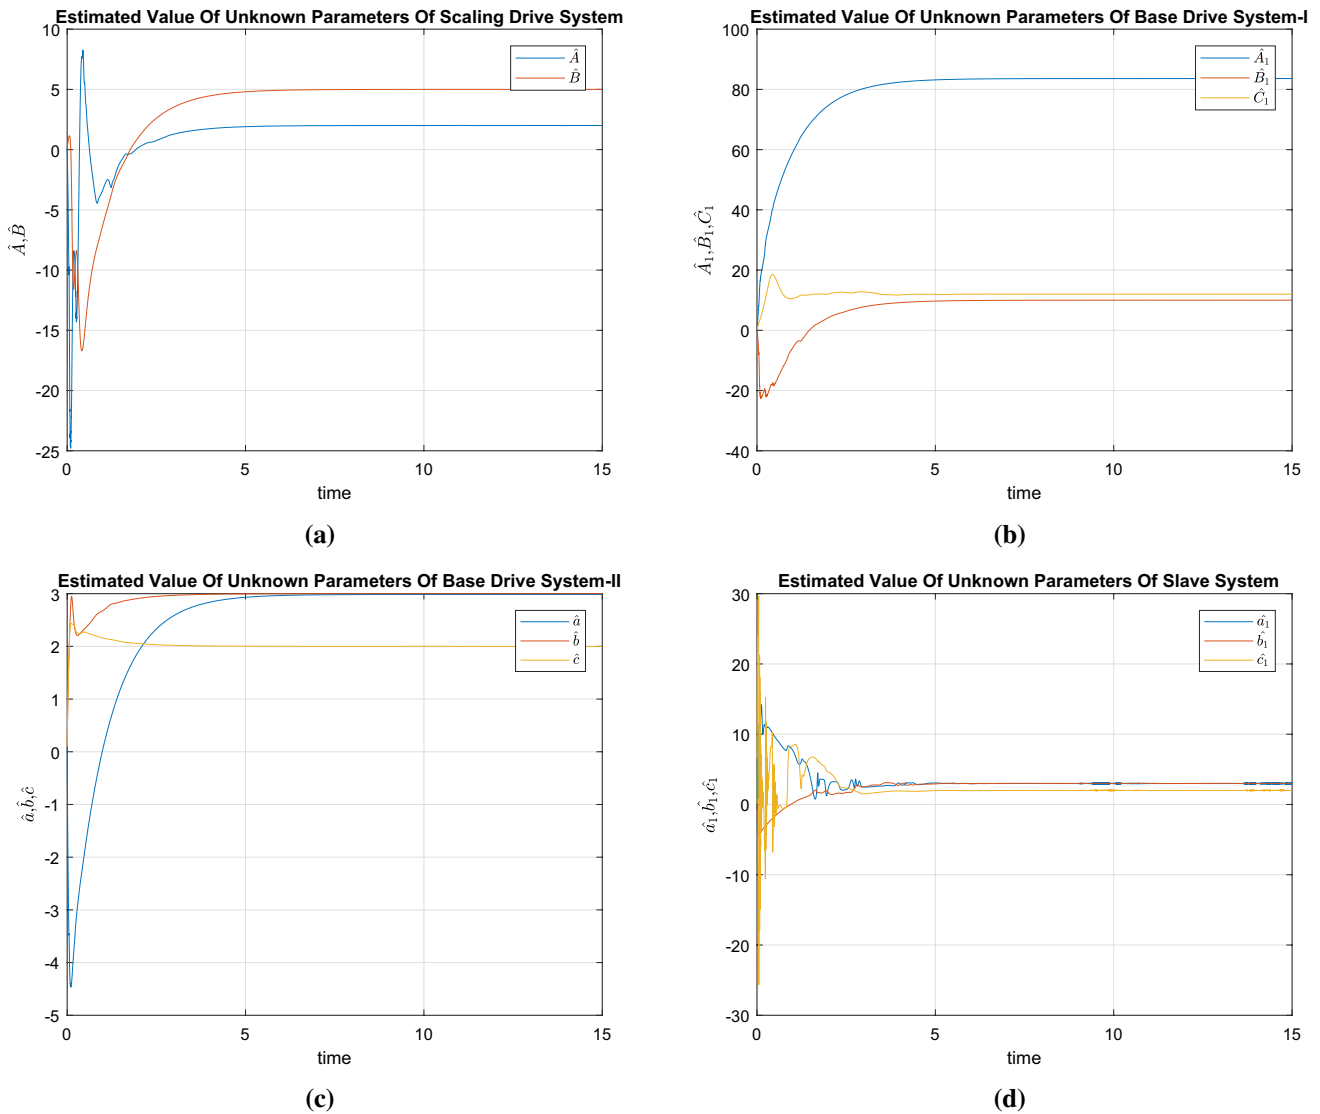 Estimated Value Of Unknown Parameters Of Scaling Drive System
10
5
0
-5
-10
-15
-20
-25
Â,B̂
Â
B̂
0 5 10 15
time
(a)
Estimated Value Of Unknown Parameters Of Base Drive System-I
100
80
60
40
20
0
-20
-40
Â₁,B̂₁,Ĉ₁
Â₁
B̂₁
Ĉ₁
0 5 10 15
time
(b)
Estimated Value Of Unknown Parameters Of Base Drive System-II
3
2
1
0
-1
-2
-3
-4
-5
â,b̂,ĉ
â
b̂
ĉ
0 5 10 15
time
(c)
Estimated Value Of Unknown Parameters Of Slave System
30
20
10
0
-10
-20
-30
â₁,b̂₁,ĉ₁
â₁
b̂₁
ĉ₁
0 5 10 15
time
(d)